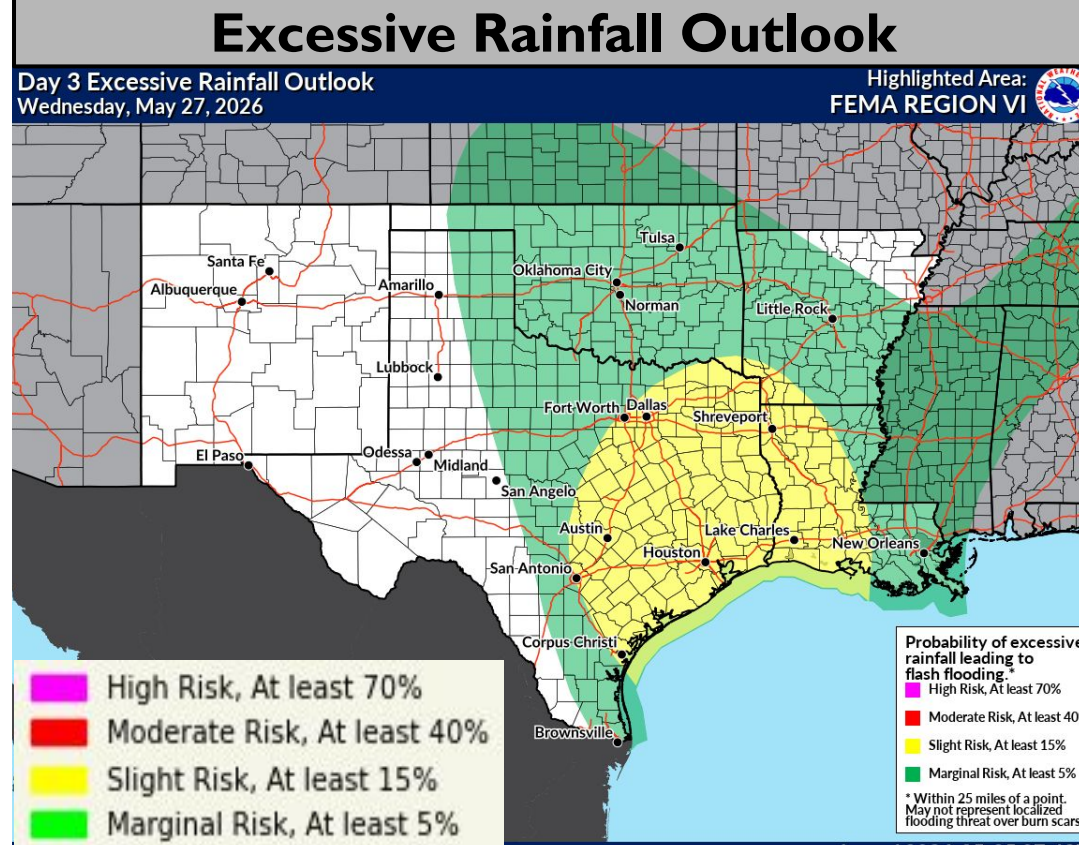 Excessive Rainfall Outlook
Day 3 Excessive Rainfall Outlook
Wednesday, May 27, 2026
Highlighted Area:
FEMA REGION VI
Tulsa
Santa Fe
Oklahoma City
Albuquerque
Amarillo
Norman
Little Rock
Lubbock
Fort Worth
Dallas
Shreveport
El Paso
Odessa
Midland
San Angelo
Austin
Lake Charles
New Orleans
Houston
San Antonio
Corpus Christi
Brownsville
High Risk, At least 70%
Moderate Risk, At least 40%
Slight Risk, At least 15%
Marginal Risk, At least 5%
Probability of excessive
rainfall leading to
flash flooding.*
High Risk, At least 70%
Moderate Risk, At least 40
Slight Risk, At least 15%
Marginal Risk, At least 5%
* Within 25 miles of a point.
May not represent localized
flooding threat over burn scars